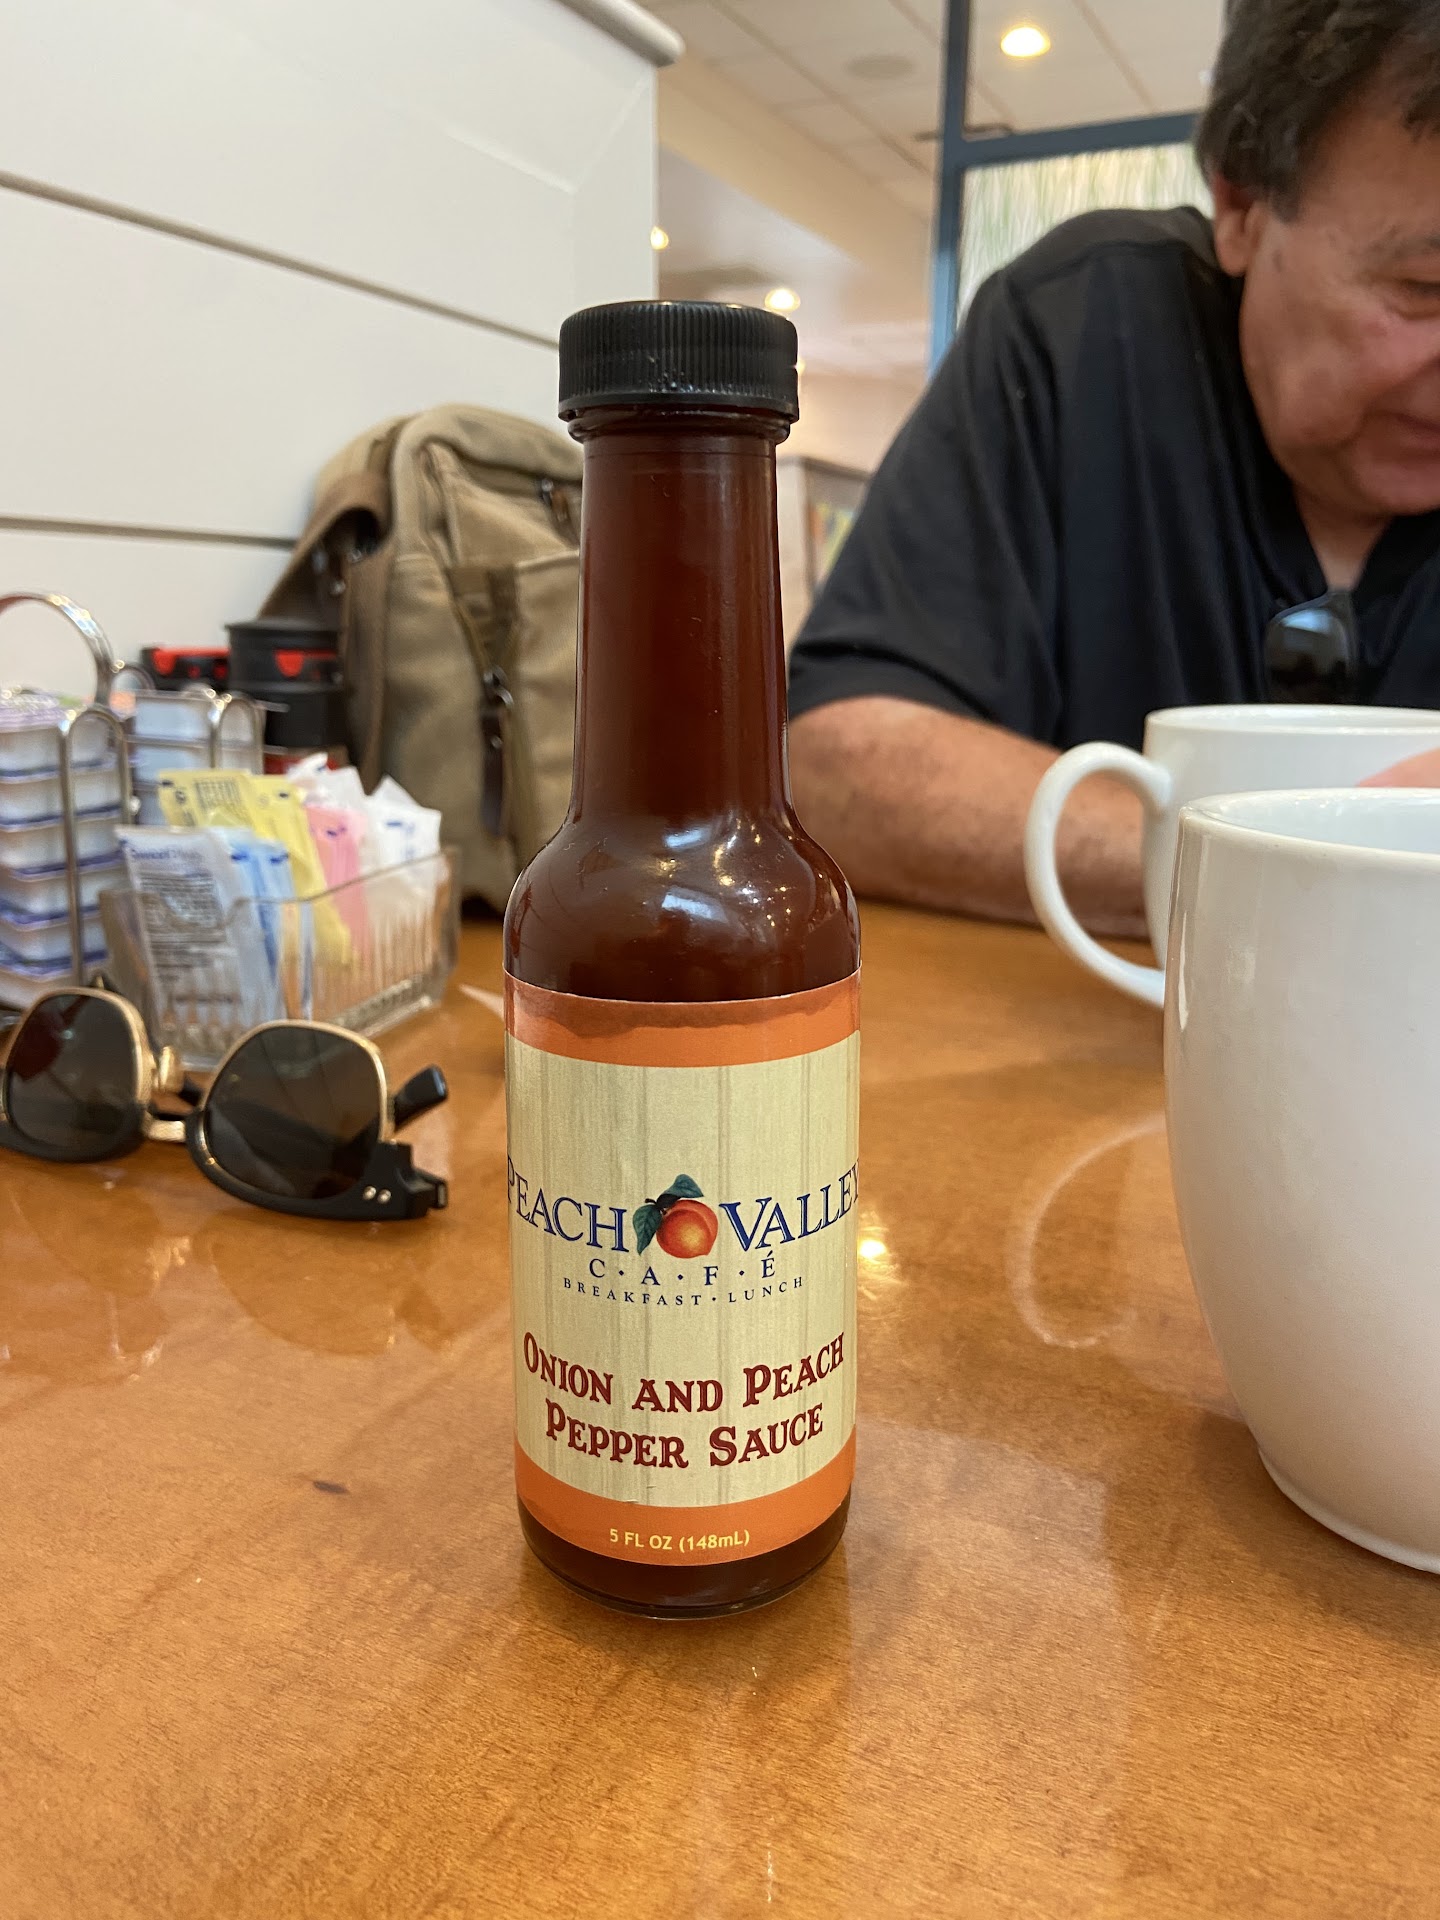 PEACH VALLEY
C·A·F·É
BREAKFAST·LUNCH
ONION AND PEACH
PEPPER SAUCE
5 FL OZ (148mL)